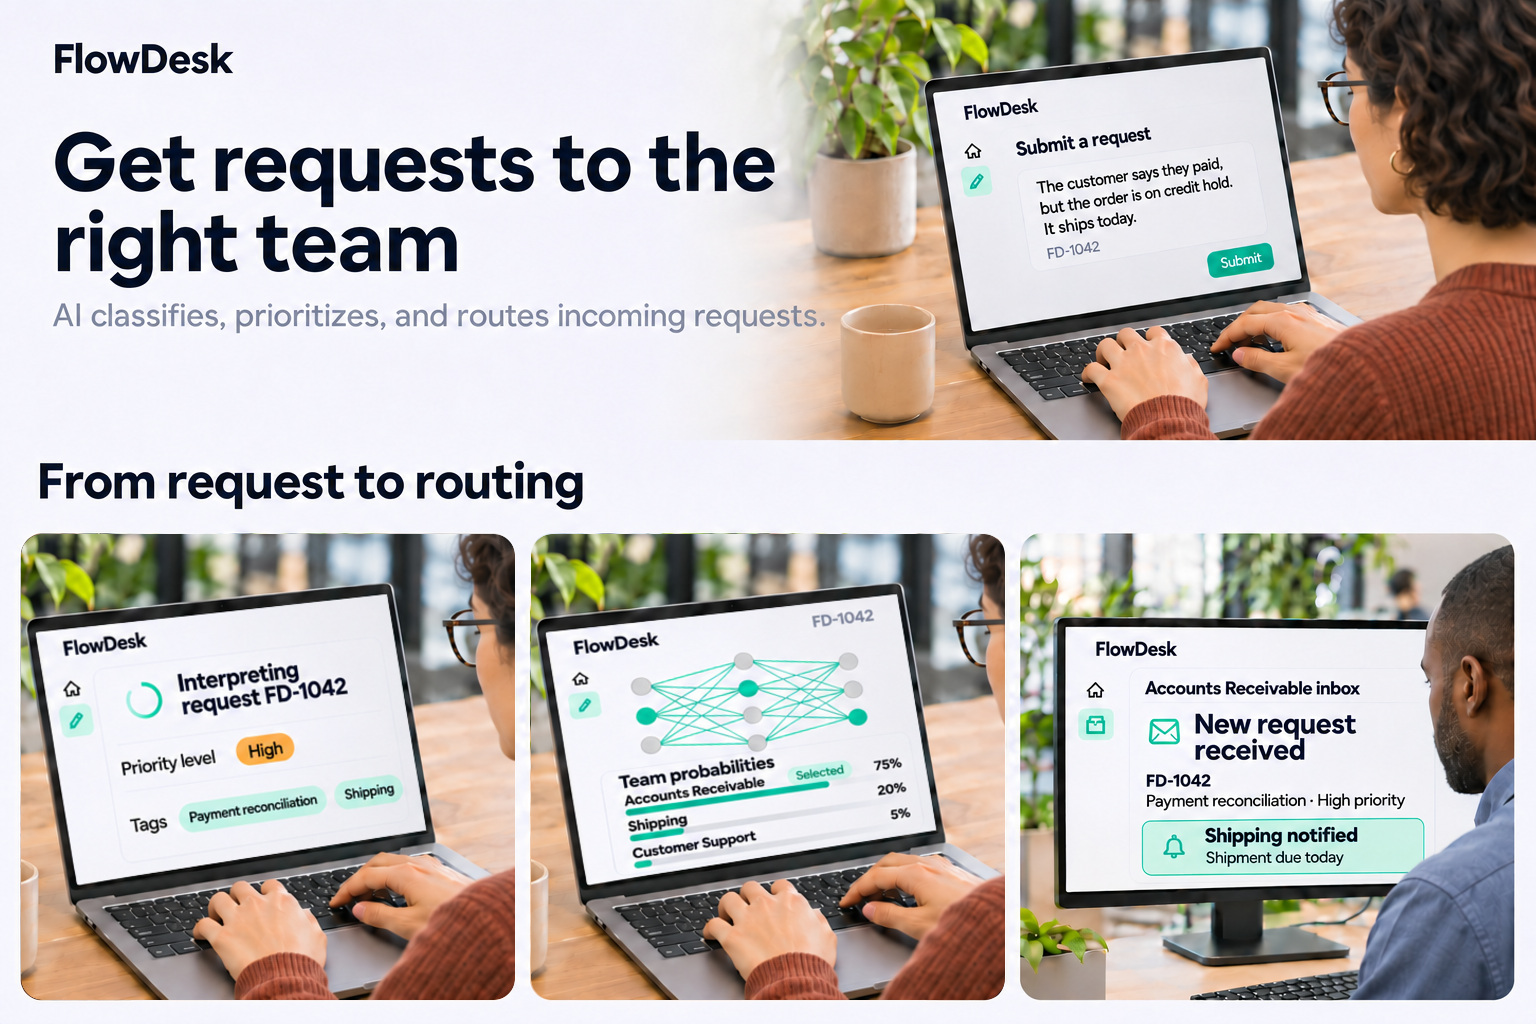 FlowDesk
Get requests to the
right team
AI classifies, prioritizes, and routes incoming requests.
FlowDesk
Submit a request
The customer says they paid,
but the order is on credit hold.
It ships today.
FD-1042
Submit
From request to routing
FlowDesk
Interpreting
request FD-1042
Priority level
High
Tags
Payment reconciliation
Shipping
FlowDesk
FD-1042
Team probabilities
Selected
Accounts Receivable
75%
Shipping
20%
Customer Support
5%
FlowDesk
Accounts Receivable inbox
New request
received
FD-1042
Payment reconciliation · High priority
Shipping notified
Shipment due today